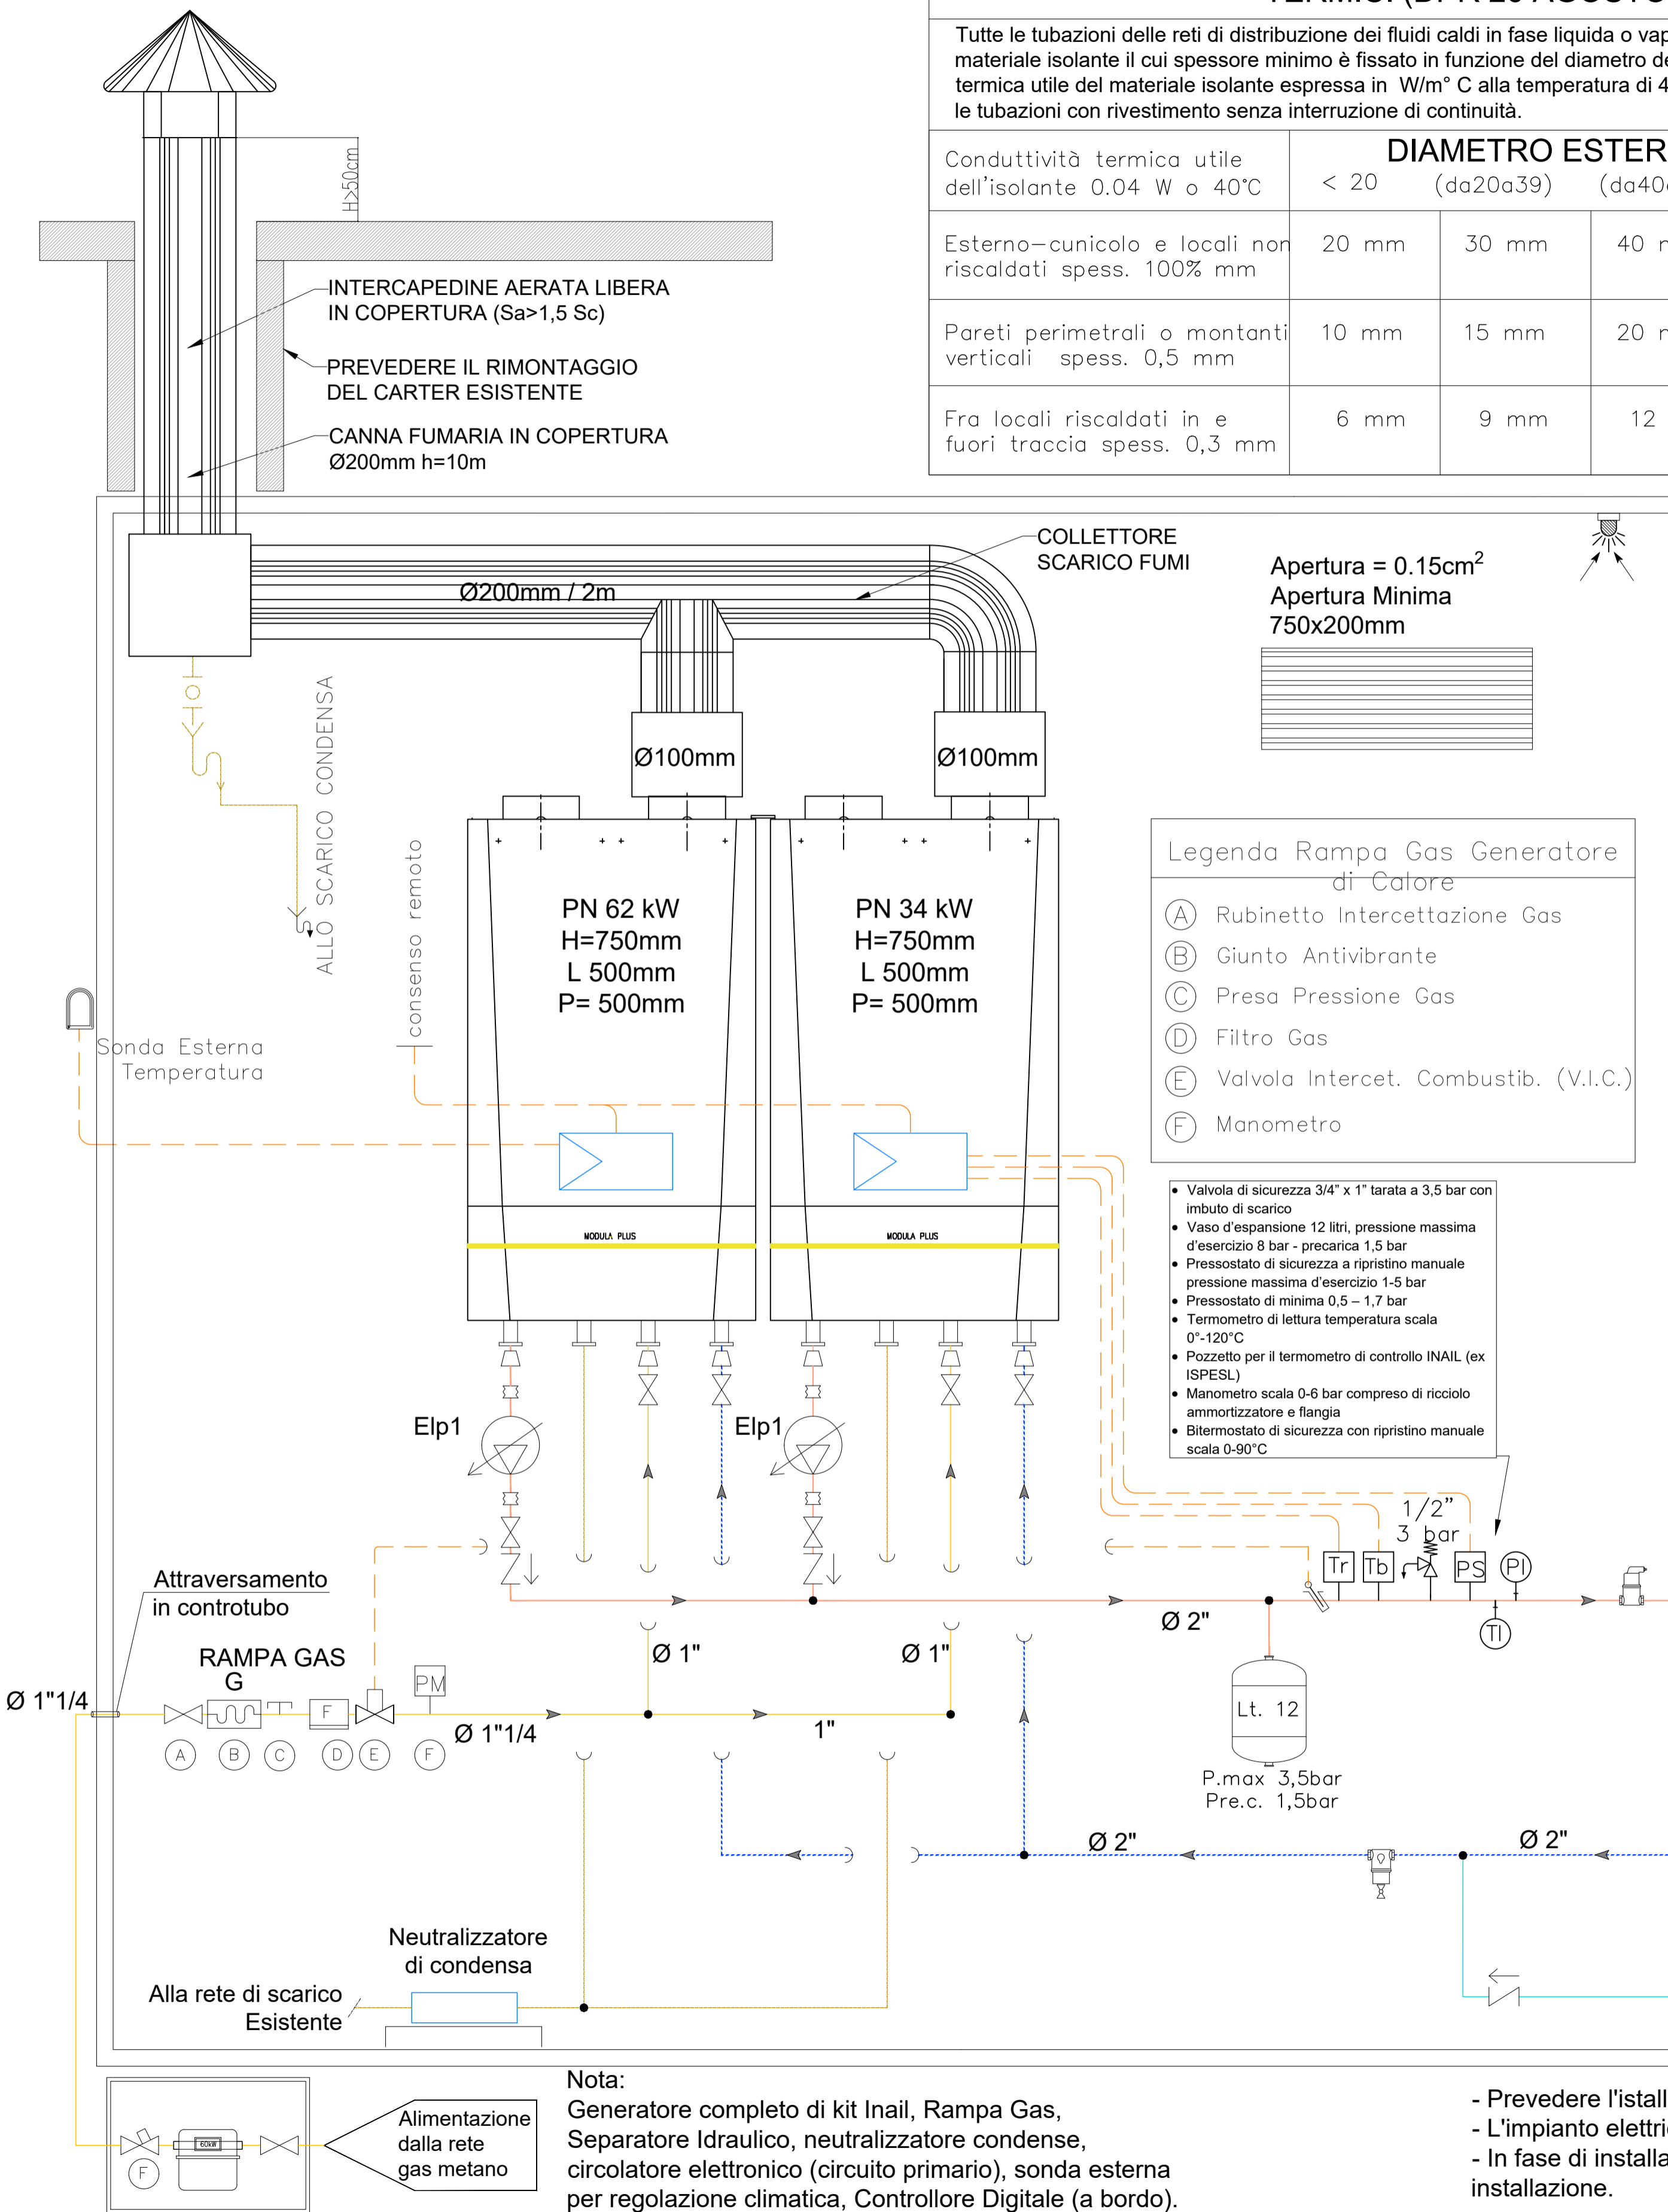 Tutte le tubazioni delle reti di distribuzione dei fluidi caldi in fase liquida o vap
materiale isolante il cui spessore minimo è fissato in funzione del diametro de
termica utile del materiale isolante espressa in W/m° C alla temperatura di 4
le tubazioni con rivestimento senza interruzione di continuità.
Conduttività termica utile
dell'isolante 0.04 W o 40°C
DIAMETRO ESTER
< 20 (da20a39) (da40
Esterno-cunicolo e locali non
riscaldati spess. 100% mm
20 mm 30 mm 40
Pareti perimetrali o montanti
verticali spess. 0,5 mm
10 mm 15 mm 20
Fra locali riscaldati in e
fuori traccia spess. 0,3 mm
6 mm 9 mm 12
H>50cm
INTERCAPEDINE AERATA LIBERA
IN COPERTURA (Sa>1,5 Sc)
PREVEDERE IL RIMONTAGGIO
DEL CARTER ESISTENTE
CANNA FUMARIA IN COPERTURA
Ø200mm h=10m
COLLETTORE
SCARICO FUMI
Ø200mm / 2m
Apertura = 0.15cm²
Apertura Minima
750x200mm
ALLO SCARICO CONDENSA
Ø100mm
Ø100mm
consenso remoto
PN 62 kW
H=750mm
L 500mm
P= 500mm
PN 34 kW
H=750mm
L 500mm
P= 500mm
Legenda Rampa Gas Generatore
di Calore
A Rubinetto Intercettazione Gas
B Giunto Antivibrante
C Presa Pressione Gas
D Filtro Gas
E Valvola Intercet. Combustib. (V.I.C.)
F Manometro
Sonda Esterna
Temperatura
MODULA PLUS
MODULA PLUS
• Valvola di sicurezza 3/4” x 1” tarata a 3,5 bar con
imbuto di scarico
• Vaso d’espansione 12 litri, pressione massima
d’esercizio 8 bar - precarica 1,5 bar
• Pressostato di sicurezza a ripristino manuale
pressione massima d’esercizio 1-5 bar
• Pressostato di minima 0,5 – 1,7 bar
• Termometro di lettura temperatura scala
0°-120°C
• Pozzetto per il termometro di controllo INAIL (ex
ISPESL)
• Manometro scala 0-6 bar compreso di ricciolo
ammortizzatore e flangia
• Bitermostato di sicurezza con ripristino manuale
scala 0-90°C
Elp1
Elp1
1/2”
3 bar
Tr
Tb
PS
PI
TI
Attraversamento
in controtubo
Ø 2"
RAMPA GAS
G
Ø 1"
Ø 1"
Ø 1"1/4
F
PM
Ø 1"1/4
1"
A
B
C
D
E
F
Lt. 12
P.max 3,5bar
Pre.c. 1,5bar
Ø 2"
Ø 2"
Neutralizzatore
di condensa
Alla rete di scarico
Esistente
60kW
F
Alimentazione
dalla rete
gas metano
Nota:
Generatore completo di kit Inail, Rampa Gas,
Separatore Idraulico, neutralizzatore condense,
circolatore elettronico (circuito primario), sonda esterna
per regolazione climatica, Controllore Digitale (a bordo).
- Prevedere l'istall
- L'impianto elettri
- In fase di installa
installazione.